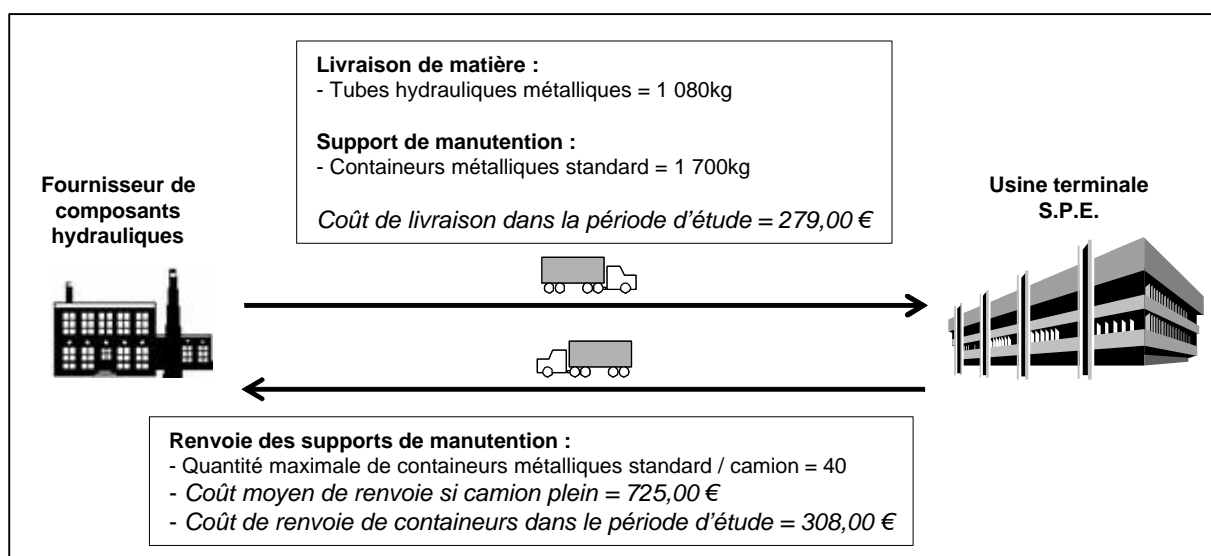 Livraison de matière :
- Tubes hydrauliques métalliques = 1 080kg
Support de manutention :
- Containeurs métalliques standard = 1 700kg
Coût de livraison dans la période d’étude = 279,00 €
Fournisseur de
composants
hydrauliques
Usine terminale
S.P.E.
Renvoie des supports de manutention :
- Quantité maximale de containeurs métalliques standard / camion = 40
- Coût moyen de renvoie si camion plein = 725,00 €
- Coût de renvoie de containeurs dans le période d’étude = 308,00 €